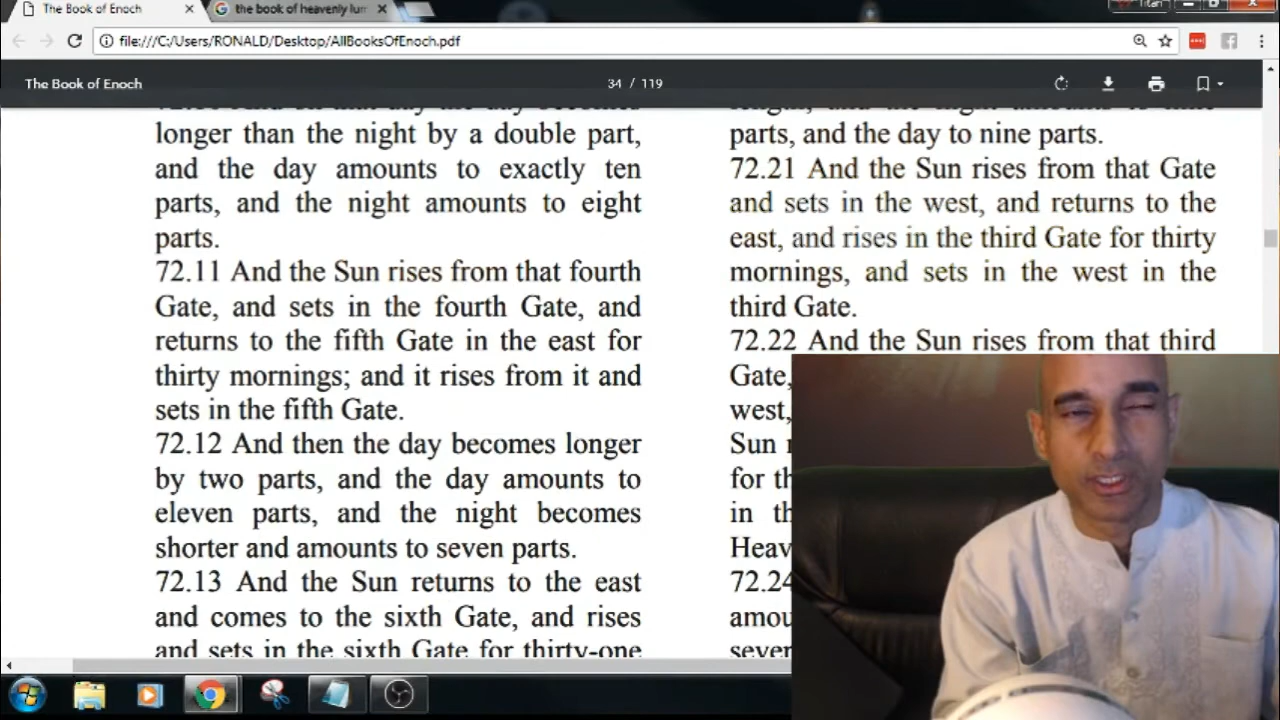 The Book of Enoch
the book of heavenly lum
Titan
file:///C:/Users/RONALD/Desktop/AllBooksOfEnoch.pdf
The Book of Enoch
34 / 119
longer than the night by a double part,
and the day amounts to exactly ten
parts, and the night amounts to eight
parts.
72.11 And the Sun rises from that fourth
Gate, and sets in the fourth Gate, and
returns to the fifth Gate in the east for
thirty mornings; and it rises from it and
sets in the fifth Gate.
72.12 And then the day becomes longer
by two parts, and the day amounts to
eleven parts, and the night becomes
shorter and amounts to seven parts.
72.13 And the Sun returns to the east
and comes to the sixth Gate, and rises
and sets in the sixth Gate for thirty-one
parts, and the day to nine parts.
72.21 And the Sun rises from that Gate
and sets in the west, and returns to the
east, and rises in the third Gate for thirty
mornings, and sets in the west in the
third Gate.
72.22 And the Sun rises from that third
Gate,
west,
Sun
for th
in th
Heav
72.24
amou
seven